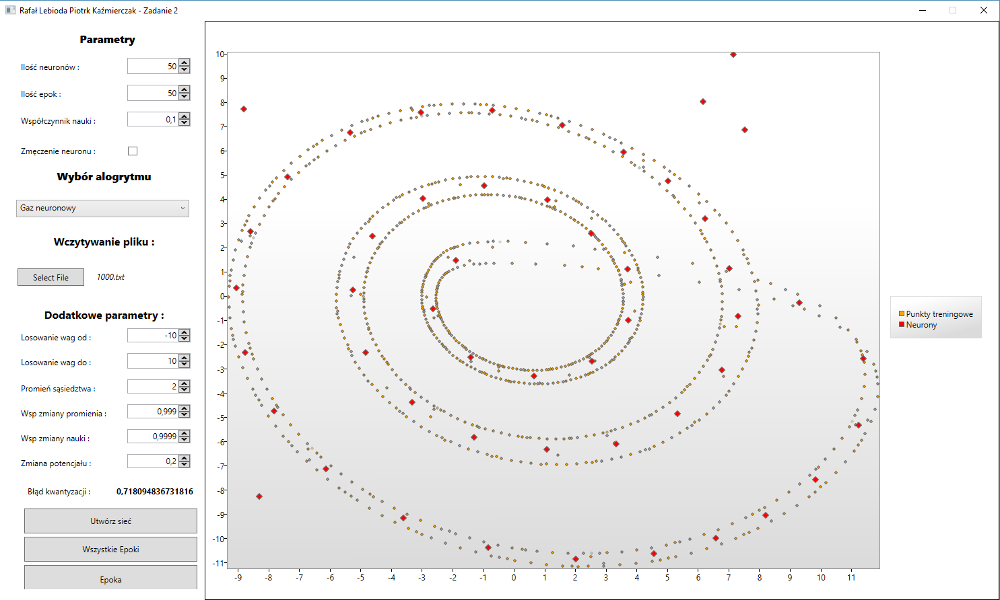 Rafał Lebioda Piotrk Kaźmierczak - Zadanie 2
Parametry
Ilość neuronów : 50
Ilość epok : 50
Współczynnik nauki : 0,1
Zmęczenie neuronu :
Wybór alogrytmu
Gaz neuronowy
Wczytywanie pliku :
Select File 1000.txt
Dodatkowe parametry :
Losowanie wag od : -10
Losowanie wag do : 10
Promień sąsiedztwa : 2
Wsp zmiany promienia : 0,999
Wsp zmiany nauki : 0,9999
Zmiana potencjału : 0,2
Błąd kwantyzacji : 0,718094836731816
Utwórz sieć
Wszystkie Epoki
Epoka
10
9
8
7
6
5
4
3
2
1
0
-1
-2
-3
-4
-5
-6
-7
-8
-9
-10
-11
-9 -8 -7 -6 -5 -4 -3 -2 -1 0 1 2 3 4 5 6 7 8 9 10 11
Punkty treningowe
Neurony